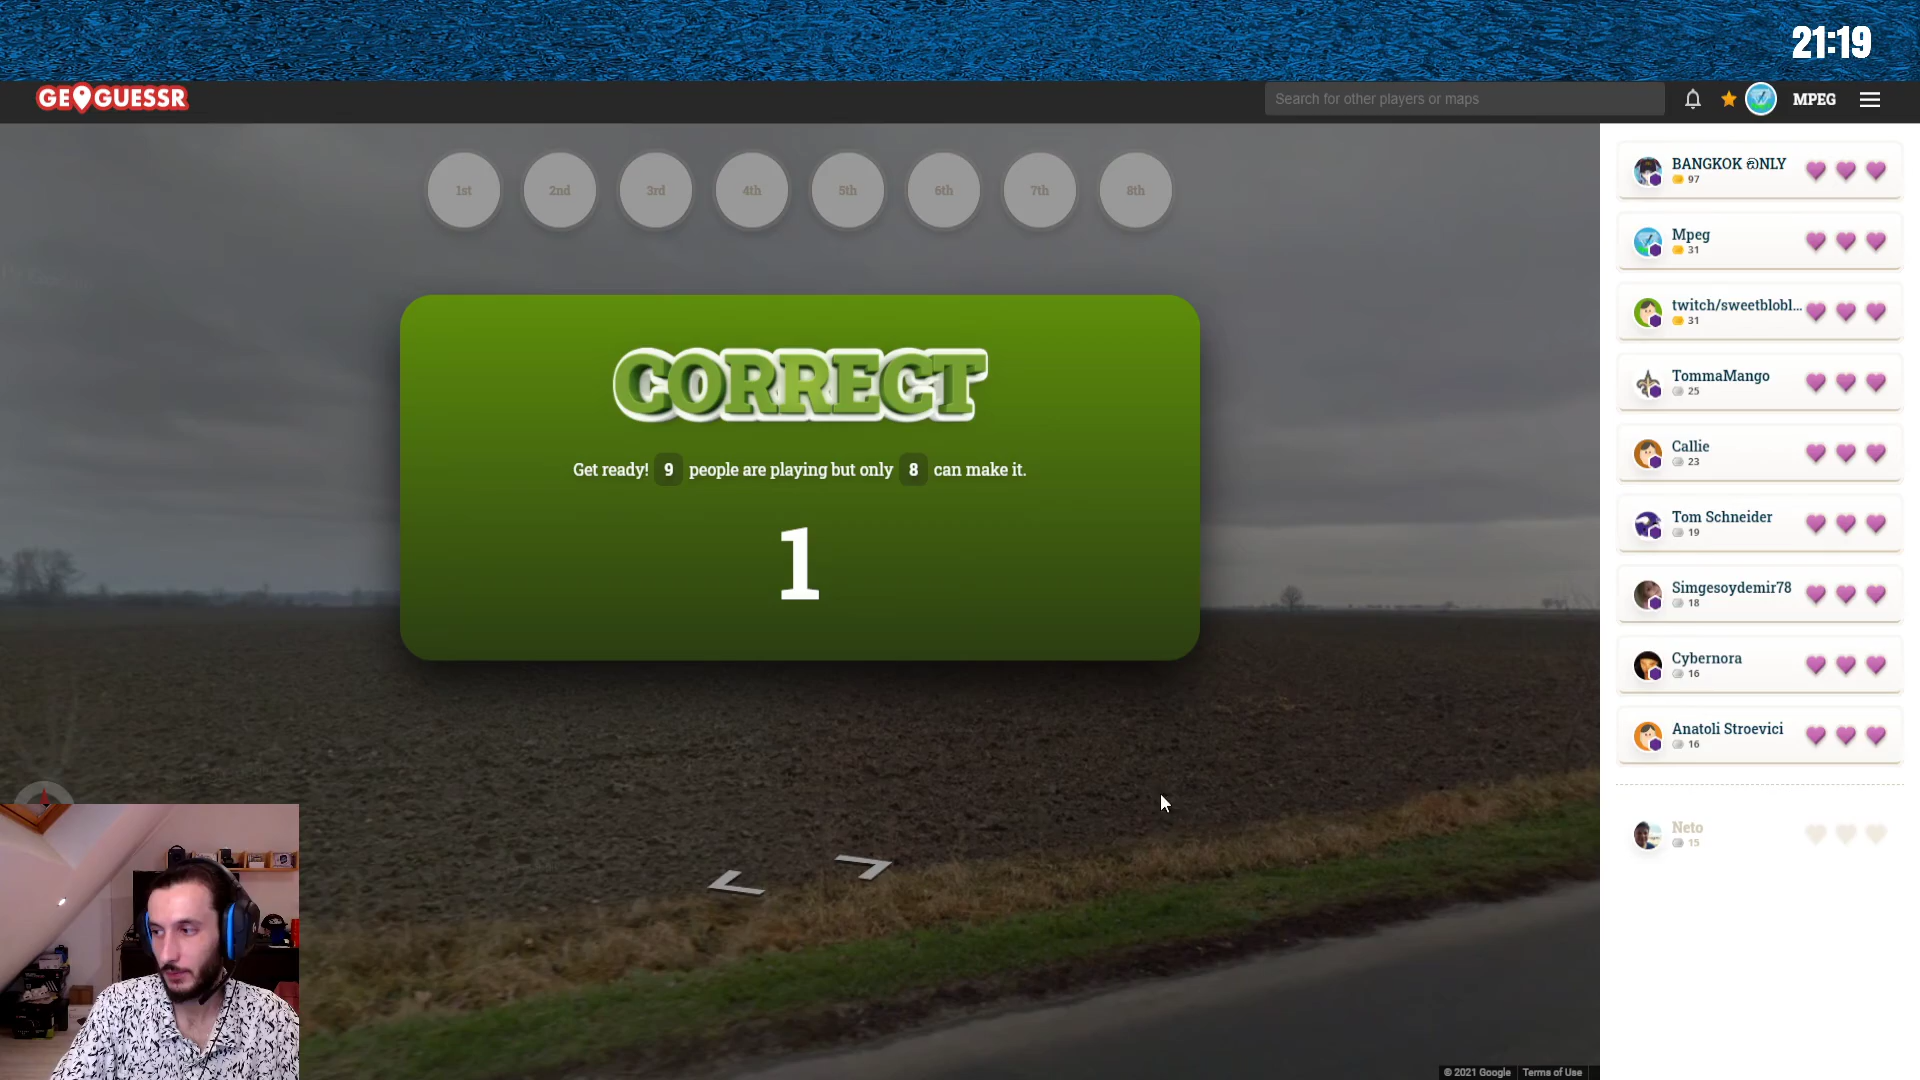 21:19
GEOGUESSR
Search for other players or maps
MPEG
1st 2nd 3rd 4th 5th 6th 7th 8th
CORRECT
Get ready! 9 people are playing but only 8 can make it.
1
BANGKOK
97
Mpeg
31
twitch/sweetblobl...
31
TommaMango
25
Callie
23
Tom Schneider
19
Simgesoydemir78
18
Cybernora
16
Anatoli Stroevici
16
Neto
15
© 2021 Google Terms of Use